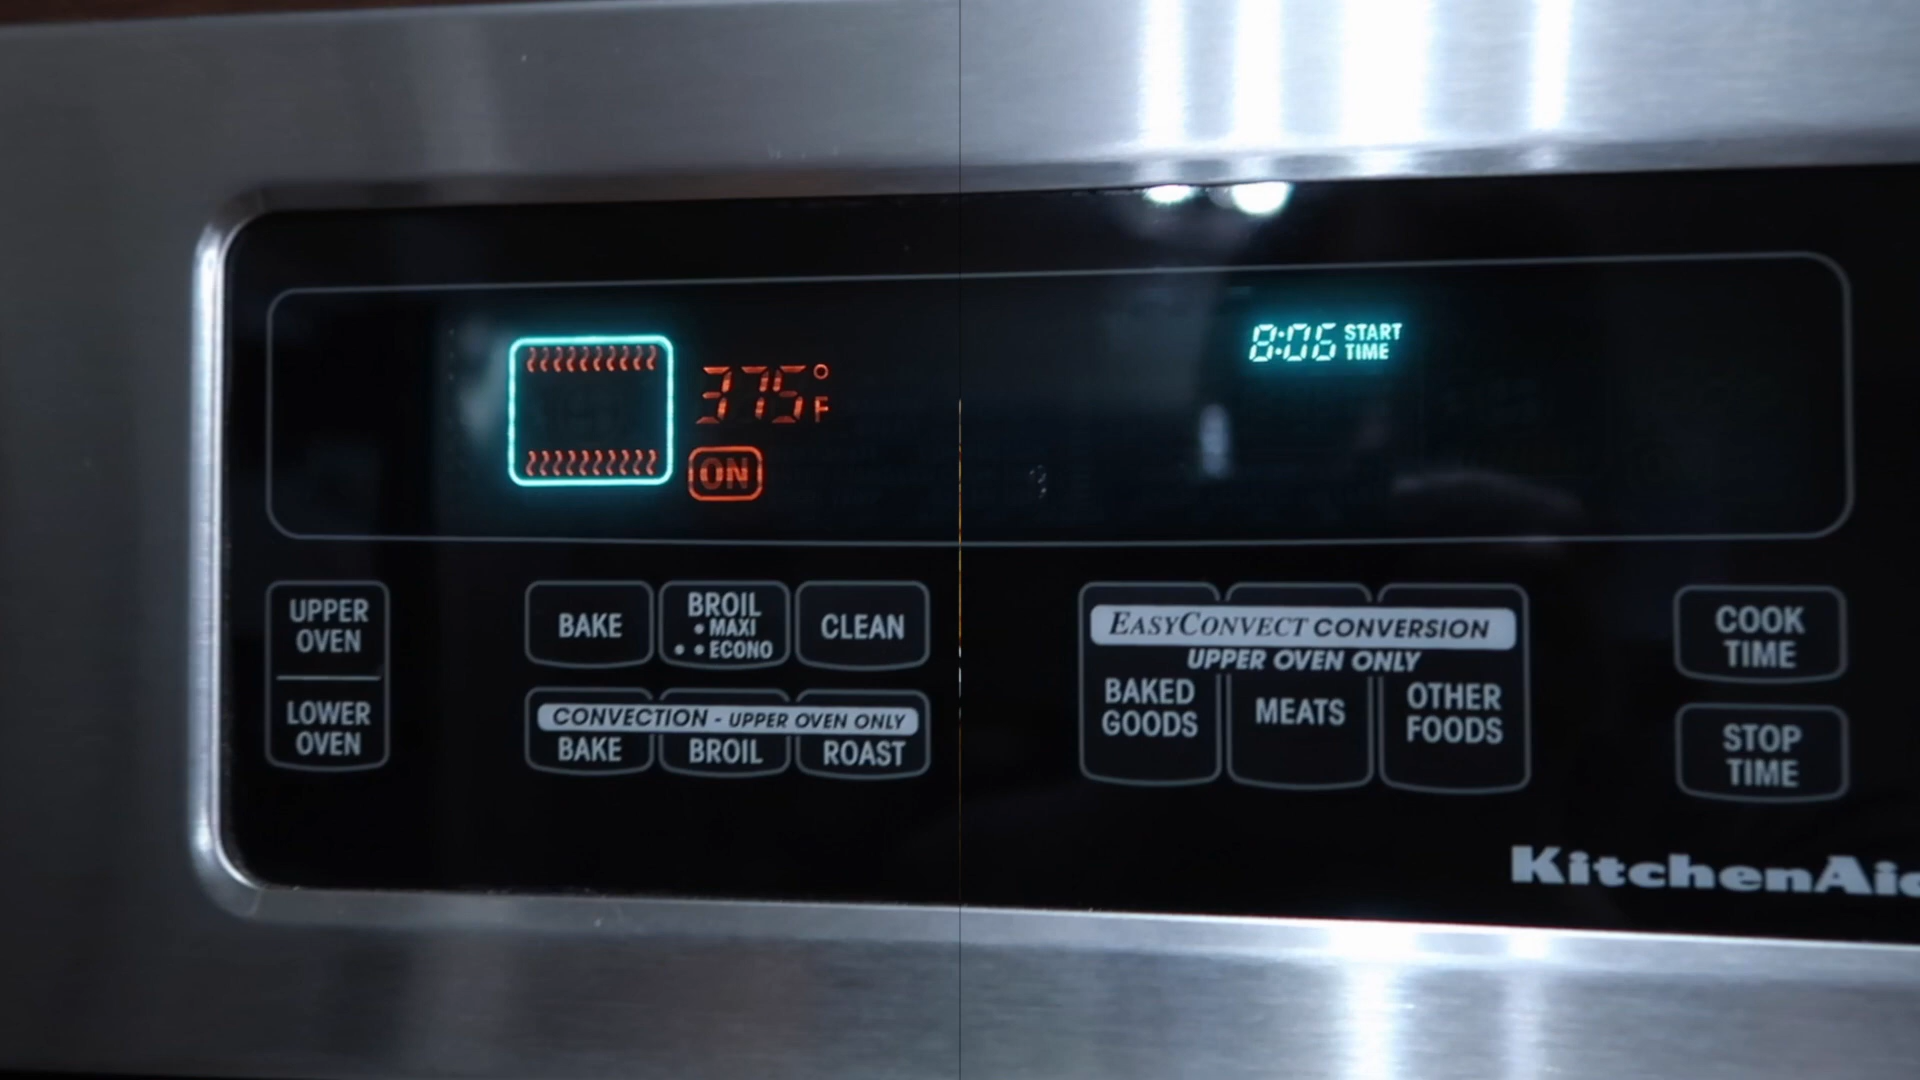 8:06 START TIME
375°F
ON
UPPER OVEN
LOWER OVEN
BAKE
BROIL
• MAXI
• • ECONO
CLEAN
CONVECTION - UPPER OVEN ONLY
BAKE
BROIL
ROAST
EASYCONVECT CONVERSION
UPPER OVEN ONLY
BAKED GOODS
MEATS
OTHER FOODS
COOK TIME
STOP TIME
KitchenAid